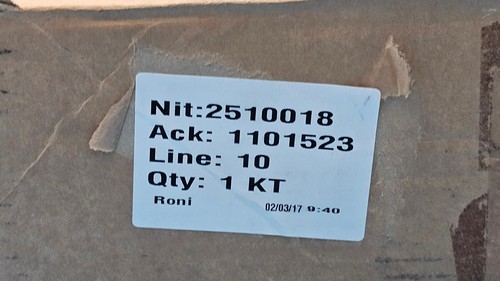 Nit:2510018
Ack: 1101523
Line: 10
Qty: 1 KT
Roni 02/03/17 9:40